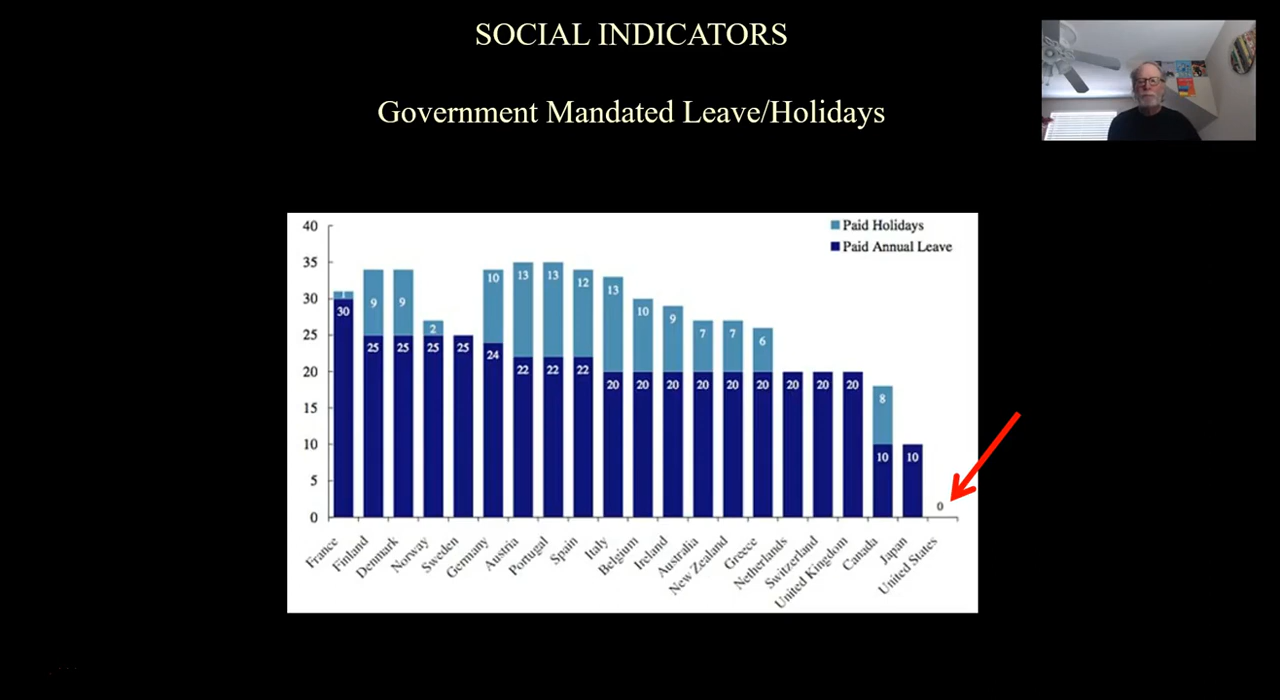 SOCIAL INDICATORS
Government Mandated Leave/Holidays
Paid Holidays
Paid Annual Leave
40
35
30
25
20
15
10
5
0
1
9
9
2
10
13
13
12
13
10
9
7
7
6
8
30
25
25
25
25
24
22
22
22
20
20
20
20
20
20
20
20
20
10
10
0
France
Finland
Denmark
Norway
Sweden
Germany
Austria
Portugal
Spain
Italy
Belgium
Ireland
Australia
New Zealand
Greece
Netherlands
Switzerland
United Kingdom
Canada
Japan
United States